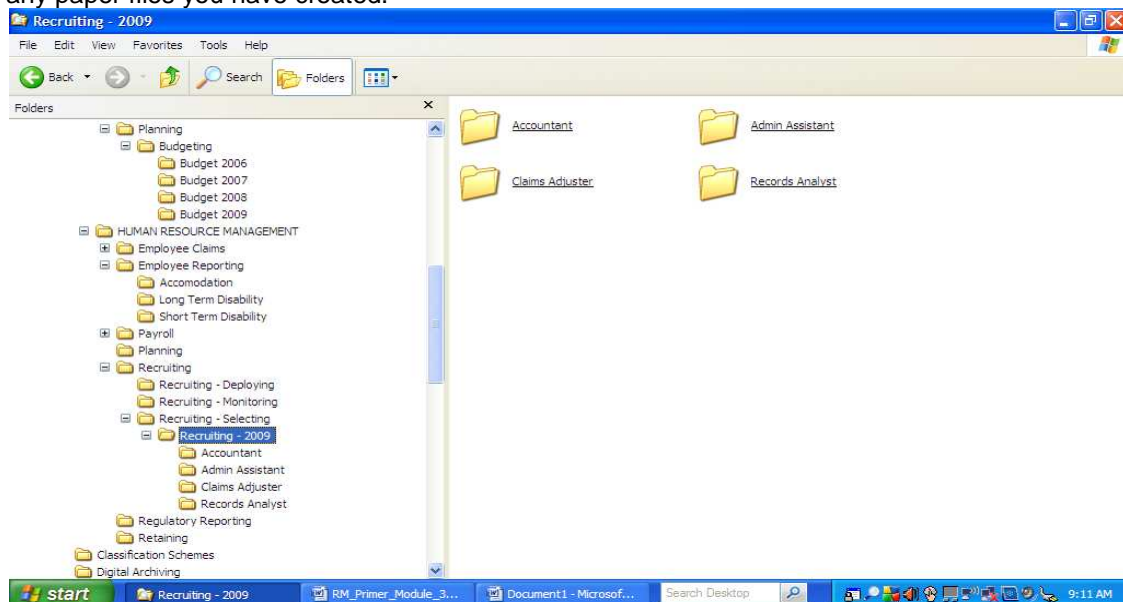 any paper files you have created.
Recruiting - 2009
File Edit View Favorites Tools Help
Back Search Folders
Folders
Planning
Budgeting
Budget 2006
Budget 2007
Budget 2008
Budget 2009
HUMAN RESOURCE MANAGEMENT
Employee Claims
Employee Reporting
Accomodation
Long Term Disability
Short Term Disability
Payroll
Planning
Recruiting
Recruiting - Deploying
Recruiting - Monitoring
Recruiting - Selecting
Recruiting - 2009
Accountant
Admin Assistant
Claims Adjuster
Records Analyst
Regulatory Reporting
Retaining
Classification Schemes
Digital Archiving
Accountant Admin Assistant
Claims Adjuster Records Analyst
start Recruiting - 2009 RM_Primer_Module_3... Document1 - Microsof... Search Desktop 9:11 AM